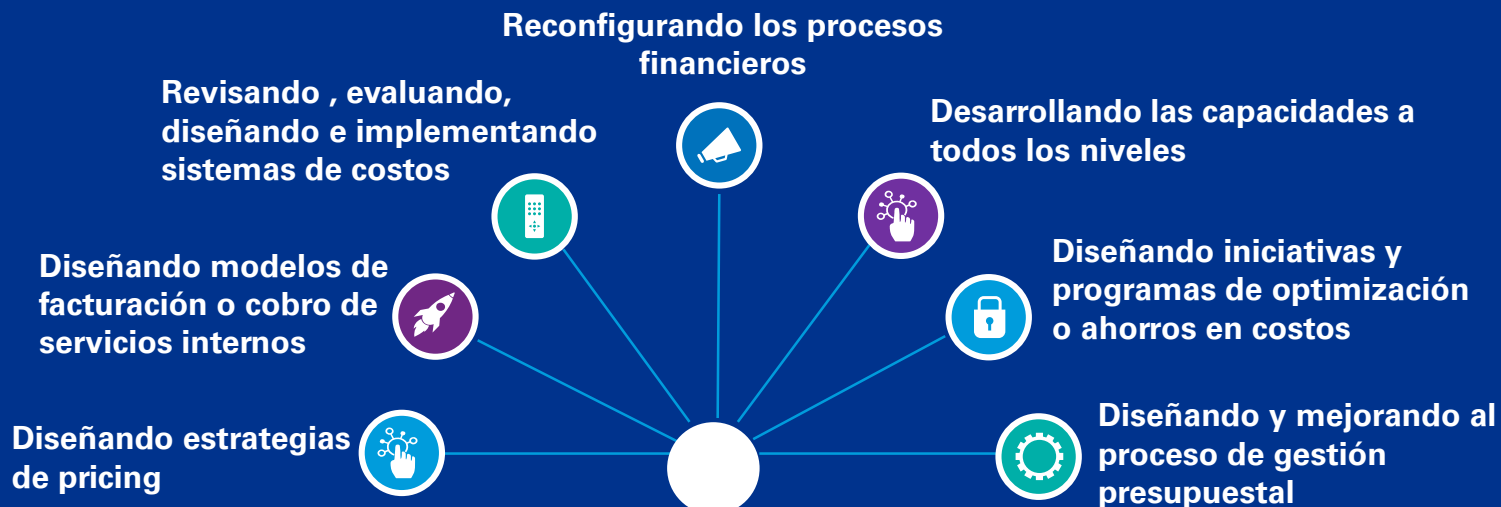 Reconfigurando los procesos
financieros
Revisando , evaluando,
diseñando e implementando
sistemas de costos
Desarrollando las capacidades a
todos los niveles
Diseñando modelos de
facturación o cobro de
servicios internos
Diseñando iniciativas y
programas de optimización
o ahorros en costos
Diseñando estrategias
de pricing
Diseñando y mejorando al
proceso de gestión
presupuestal